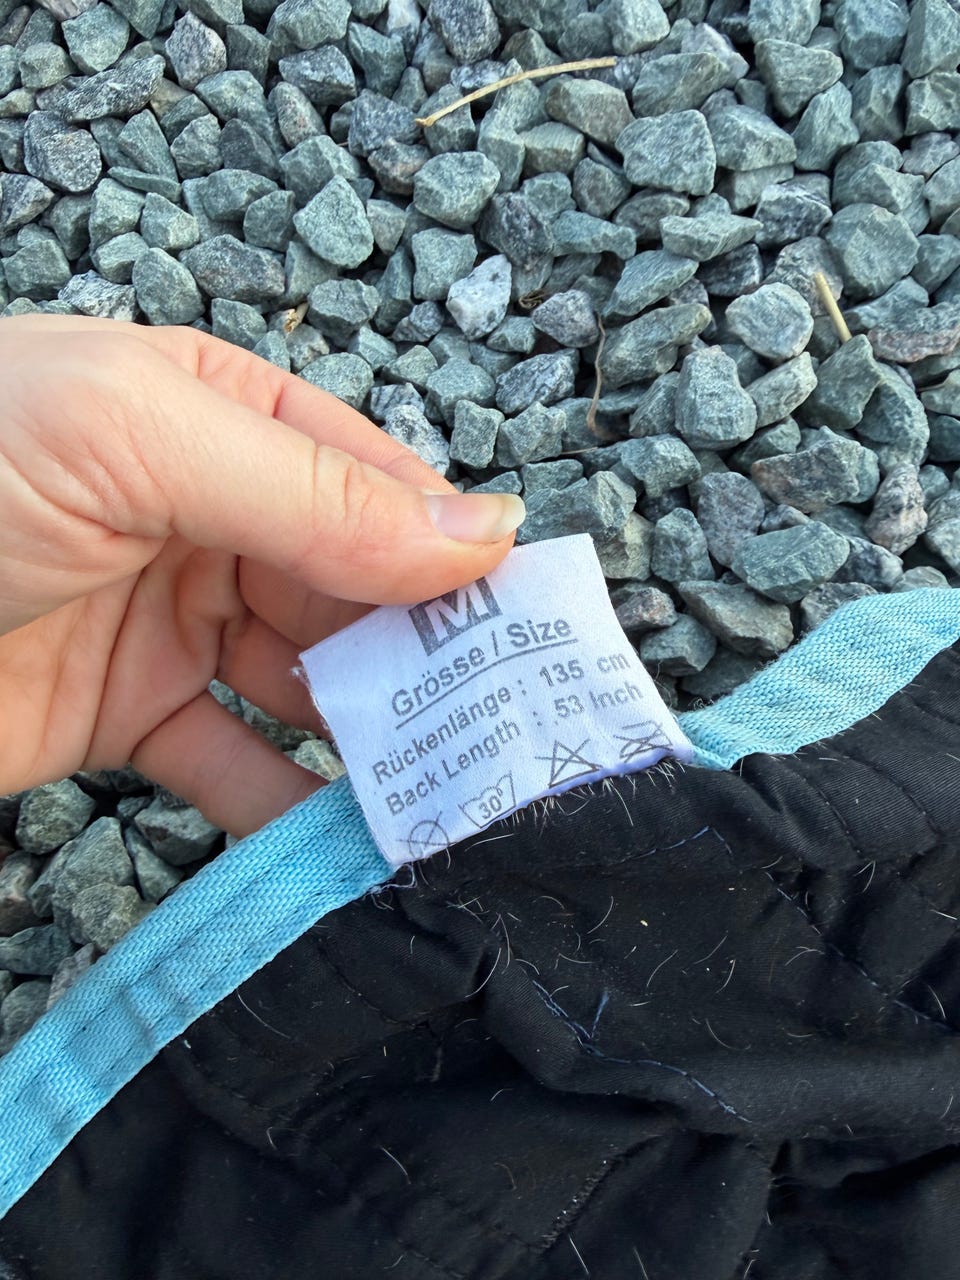 M
Grösse / Size
Rückenlänge : 135 cm
Back Length : 53 Inch
30°